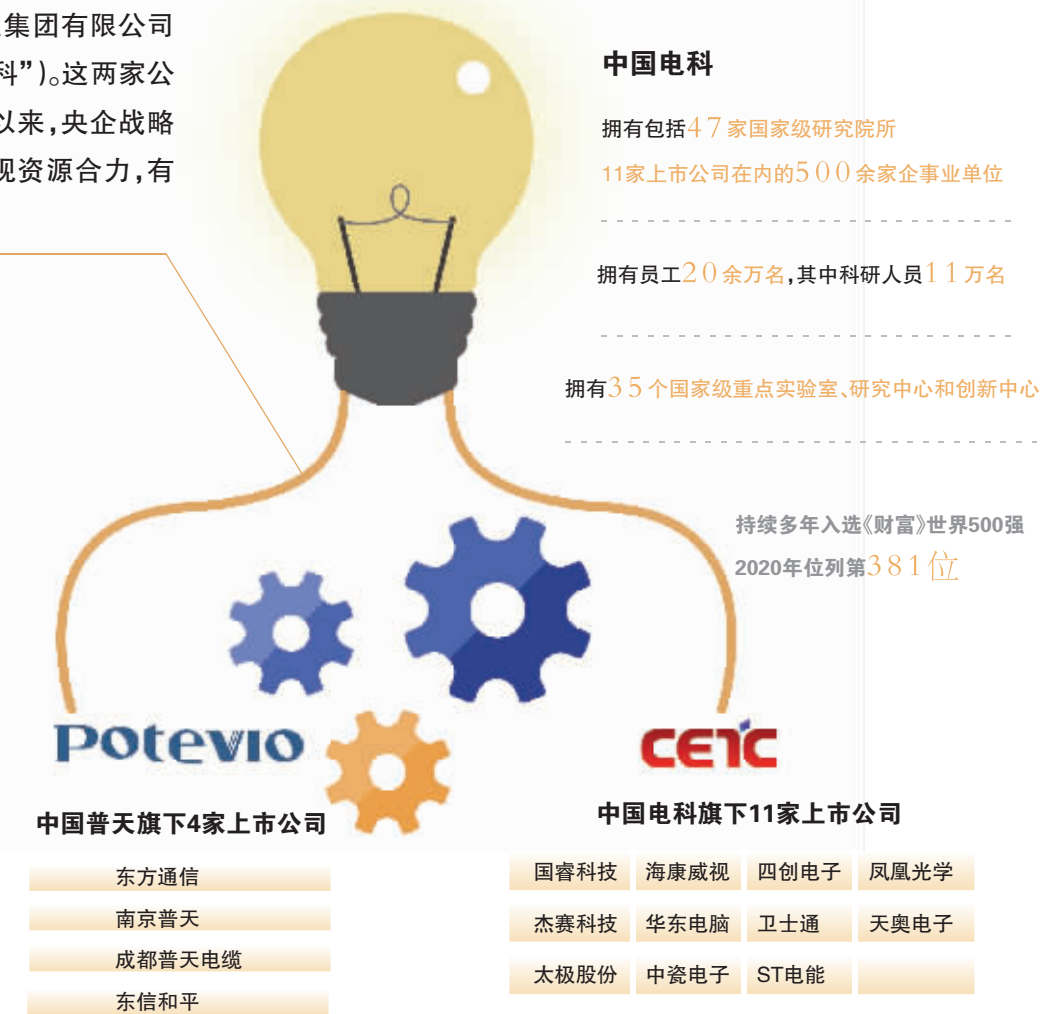 集团有限公司
科”)。这两家公
以来,央企战略
现资源合力,有
中国电科
拥有包括47家国家级研究院所
11家上市公司在内的500余家企事业单位
拥有员工20余万名,其中科研人员11万名
拥有35个国家级重点实验室、研究中心和创新中心
持续多年入选《财富》世界500强
2020年位列第381位
Potevio
中国普天旗下4家上市公司
东方通信
南京普天
成都普天电缆
东信和平
CETC
中国电科旗下11家上市公司
国睿科技 海康威视 四创电子 凤凰光学
杰赛科技 华东电脑 卫士通 天奥电子
太极股份 中瓷电子 ST电能